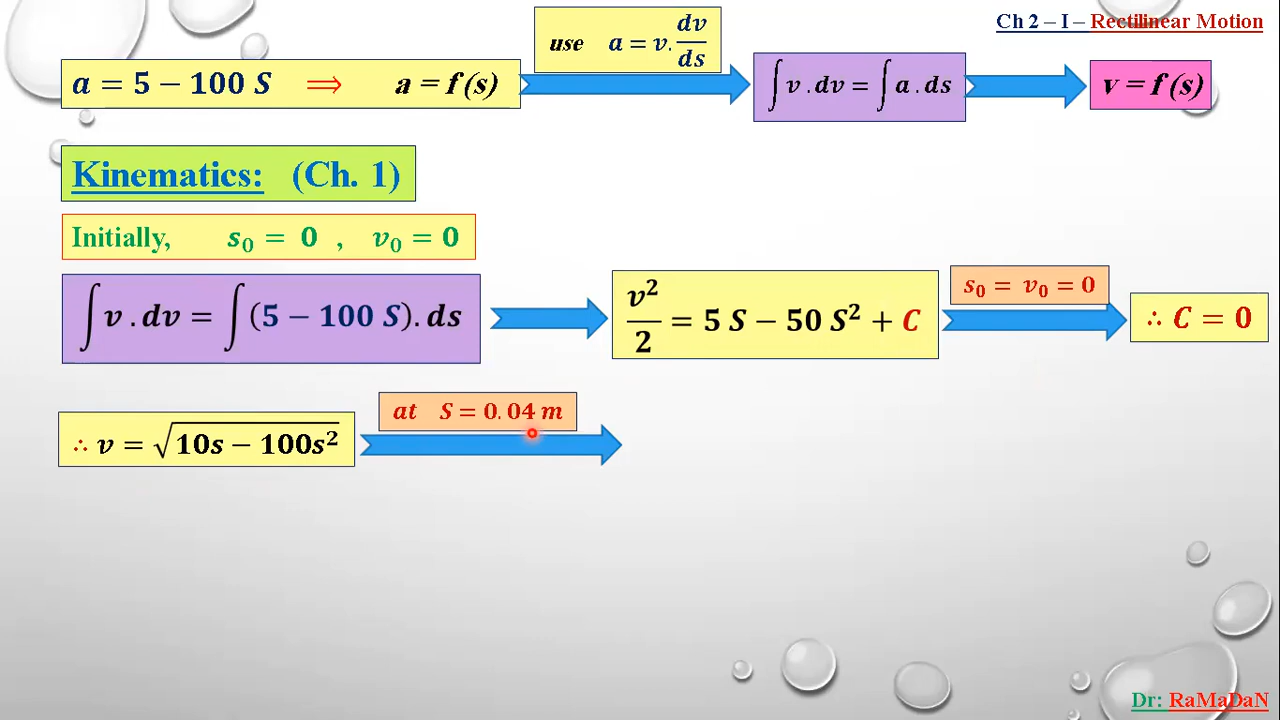 Ch 2 – I – Rectilinear Motion
a = 5 − 100 S ⟹ a = f(s)
use a = v. dv/ds
∫ v . dv = ∫ a . ds
v = f(s)
Kinematics: (Ch. 1)
Initially, s₀ = 0 , v₀ = 0
∫ v . dv = ∫ (5 − 100 S). ds
v²/2 = 5 S − 50 S² + C
s₀ = v₀ = 0
∴ C = 0
∴ v = √(10s − 100s²)
at S = 0.04 m
Dr: RaMaDaN